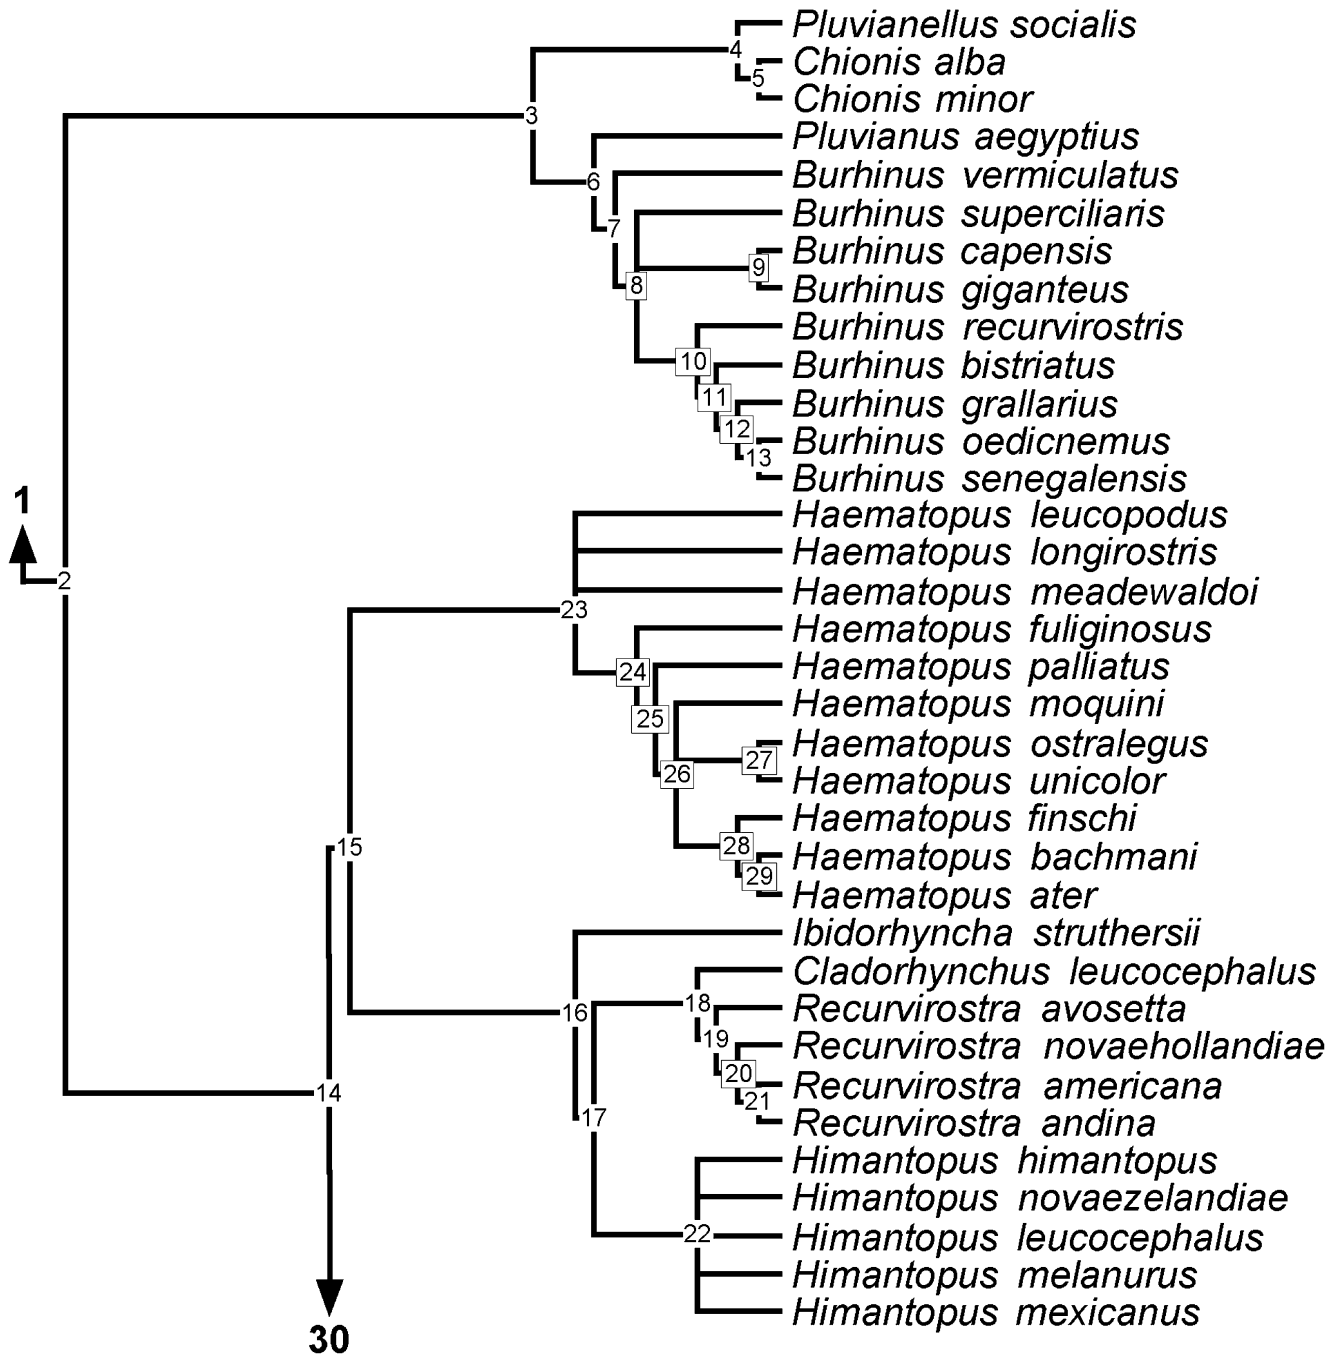 Pluvianellus socialis
4
Chionis alba
5
Chionis minor
3
Pluvianus aegyptius
Burhinus vermiculatus
6
Burhinus superciliaris
7
Burhinus capensis
9
8
Burhinus giganteus
Burhinus recurvirostris
10
Burhinus bistriatus
11
Burhinus grallarius
12
Burhinus oedicnemus
13
Burhinus senegalensis
1
Haematopus leucopodus
Haematopus longirostris
2
Haematopus meadewaldoi
23
Haematopus fuliginosus
24
Haematopus palliatus
25
Haematopus moquini
Haematopus ostralegus
27
26
Haematopus unicolor
Haematopus finschi
28
15
Haematopus bachmani
29
Haematopus ater
Ibidorhyncha struthersii
Cladorhynchus leucocephalus
18
16
Recurvirostra avosetta
19
Recurvirostra novaehollandiae
20
Recurvirostra americana
14
21
17
Recurvirostra andina
Himantopus himantopus
Himantopus novaezelandiae
22
Himantopus leucocephalus
Himantopus melanurus
Himantopus mexicanus
30